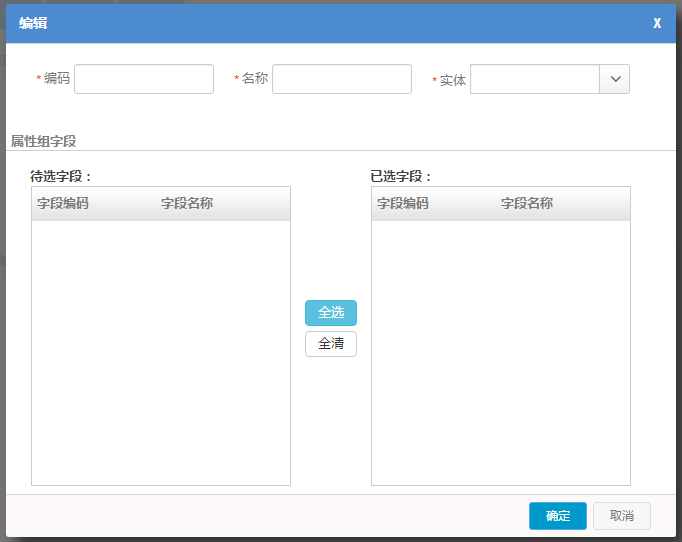 编辑 X
*编码 *名称 *实体
属性组字段
待选字段： 已选字段：
字段编码 字段名称 字段编码 字段名称
全选
全清
确定 取消